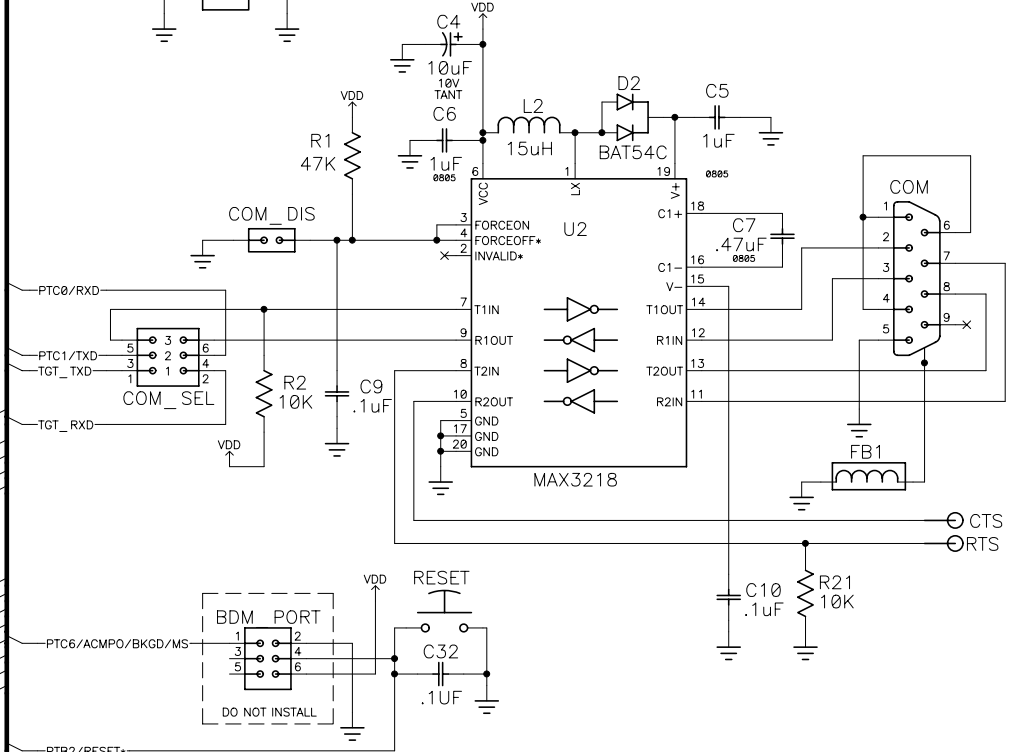 VDD
C4
+
10uF
10V
TANT
VDD
C6
1uF
0805
L2
15uH
D2
BAT54C
C5
1uF
0805
R1
47K
COM_DIS
6
VCC
1
LX
19
V+
U2
3 FORCEON
4 FORCEOFF*
2 INVALID*
7 T1IN
9 R1OUT
8 T2IN
10 R2OUT
5 GND
17 GND
20 GND
C1+ 18
C1- 16
V- 15
T1OUT 14
R1IN 12
T2OUT 13
R2IN 11
MAX3218
C7
.47uF
0805
COM
1
2
3
4
5
6
7
8
9
FB1
PTC0/RXD
PTC1/TXD
TGT_TXD
TGT_RXD
3
5 2 6
3 1 4
1 2
COM_SEL
R2
10K
VDD
C9
.1uF
CTS
RTS
C10
.1uF
R21
10K
VDD
RESET
BDM_PORT
1 2
3 4
5 6
DO NOT INSTALL
PTC6/ACMPO/BKGD/MS
C32
.1UF
PTB2/RESET*